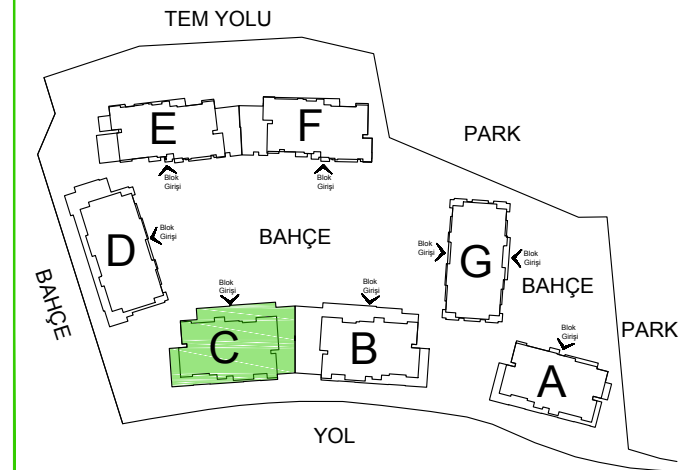 TEM YOLU
E
F
PARK
Blok
Girişi
Blok
Girişi
D
Blok
Girişi
BAHÇE
Blok
Girişi
G
Blok
Girişi
BAHÇE
BAHÇE
Blok
Girişi
Blok
Girişi
C
B
Blok
Girişi
PARK
A
YOL